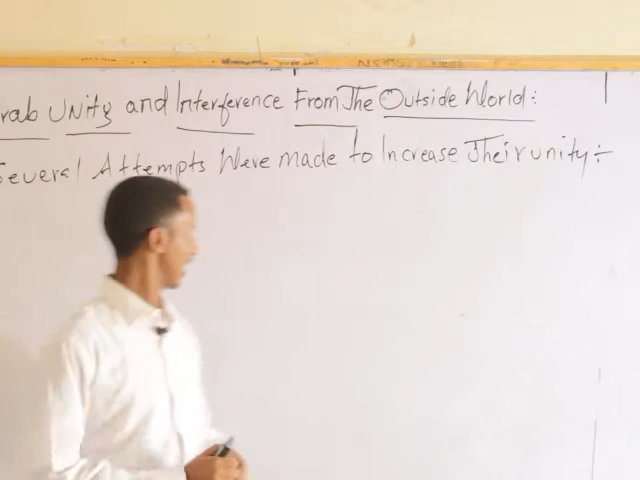 rab Unity and Interference From The Outside World:
Several Attempts Were made to Increase Their unity: